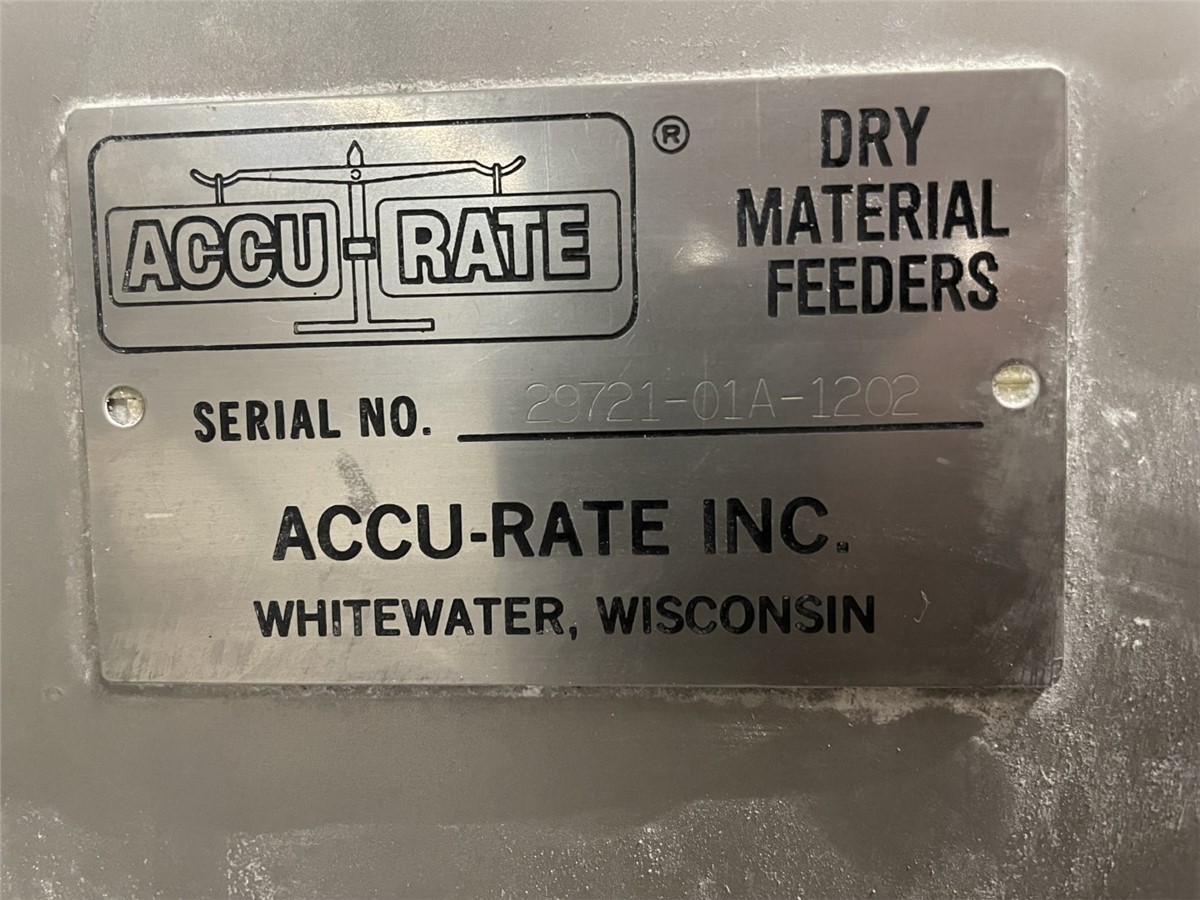 ACCU-RATE ®
DRY
MATERIAL
FEEDERS
SERIAL NO. 29721-01A-1202
ACCU-RATE INC.
WHITEWATER, WISCONSIN